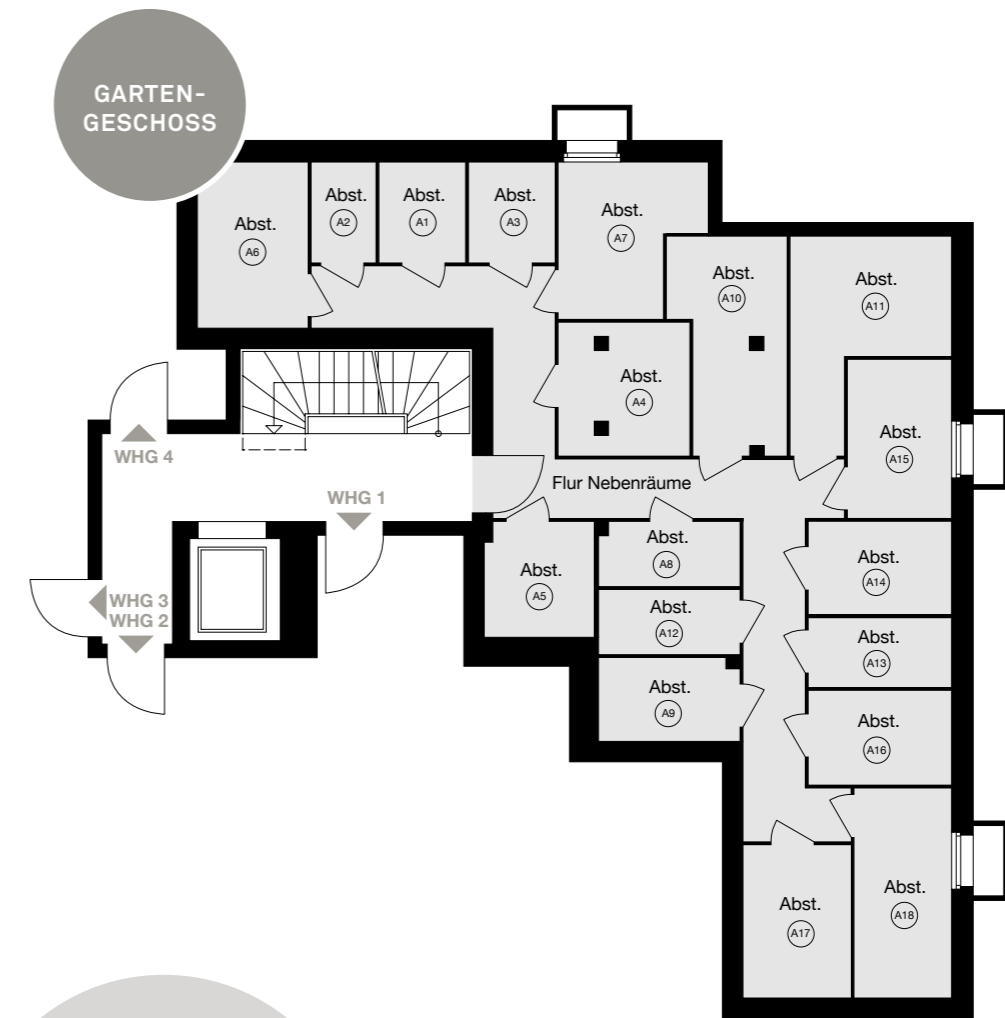 GARTEN-
GESCHOSS
Abst.
A6
Abst.
A2
Abst.
A1
Abst.
A3
Abst.
A7
Abst.
A10
Abst.
A11
Abst.
A4
Abst.
A15
WHG 4
WHG 1
Flur Nebenräume
Abst.
A5
Abst.
A8
Abst.
A14
Abst.
A12
Abst.
A13
WHG 3
WHG 2
Abst.
A9
Abst.
A16
Abst.
A17
Abst.
A18